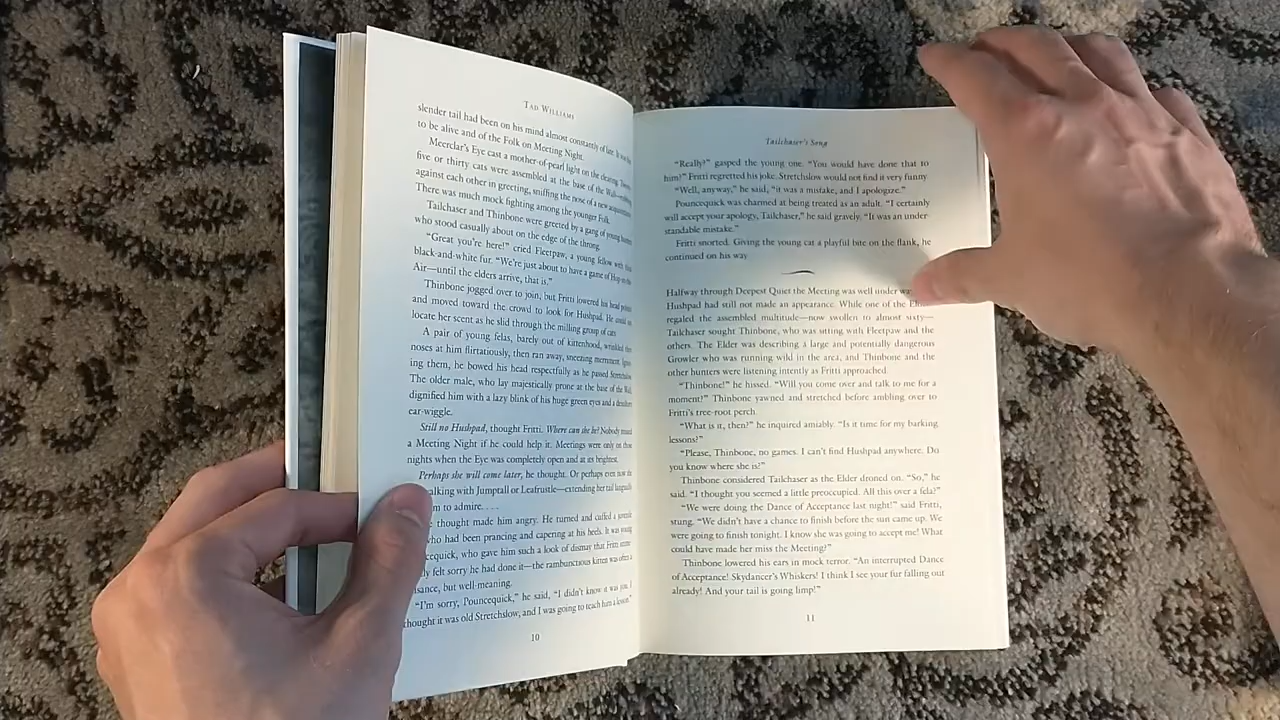 TAD WILLIAMS
slender tail had been on his mind almost constantly of late. It was
to be alive and of the Folk on Meeting Night.
Meerclar's Eye cast a mother-of-pearl light on the clearing. Twenty-
five or thirty cats were assembled at the base of the Wall—rubbing
against each other in greeting, sniffing the nose of a new acquaintance
There was much mock fighting among the younger Folk.
Tailchaser and Thinbone were greeted by a gang of young hunters
who stood casually about on the edge of the throng.
"Great you're here!" cried Fleetpaw, a young fellow with
black-and-white fur. "We're just about to have a game of Hop-in-the-
Air—until the elders arrive, that is."
Thinbone jogged over to join, but Fritti lowered his head politely
and moved toward the crowd to look for Hushpad. He could
locate her scent as he slid through the milling group of cats
A pair of young felas, barely out of kittenhood, wrinkled their
noses at him flirtatiously, then ran away, sneezing merriment.
ing them, he bowed his head respectfully as he passed Stretchslow
The older male, who lay majestically prone at the base of the Wall,
dignified him with a lazy blink of his huge green eyes and a
ear-wiggle.
Still no Hushpad, thought Fritti. Where can she be? Nobody missed
a Meeting Night if he could help it. Meetings were only on those
nights when the Eye was completely open and at its brightest.
Perhaps she will come later, he thought. Or perhaps even now
alking with Jumptall or Leafrustle—extending her tail languidly
m to admire. . . .
thought made him angry. He turned and cuffed a juvenile
ho had been prancing and capering at his heels. It was young
cequick, who gave him such a look of dismay that Fritti
ly felt sorry he had done it—the rambunctious kitten was often a
isance, but well-meaning.
"I'm sorry, Pouncequick," he said, "I didn't know it was you. I
thought it was old Stretchslow, and I was going to teach him a lesson."
10
Tailchaser's Song
"Really?" gasped the young one. "You would have done that to
him?" Fritti regretted his joke. Stretchslow would not find it very funny.
"Well, anyway," he said, "it was a mistake, and I apologize."
Pouncequick was charmed at being treated as an adult. "I certainly
will accept your apology, Tailchaser," he said gravely. "It was an under-
standable mistake."
Fritti snorted. Giving the young cat a playful bite on the flank, he
continued on his way
Halfway through Deepest Quiet the Meeting was well under way
Hushpad had still not made an appearance. While one of the
regaled the assembled multitude—now swollen to almost sixty—
Tailchaser sought Thinbone, who was sitting with Fleetpaw and the
others. The Elder was describing a large and potentially dangerous
Growler who was running wild in the area, and Thinbone and the
other hunters were listening intently as Fritti approached.
"Thinbone!" he hissed. "Will you come over and talk to me for a
moment?" Thinbone yawned and stretched before ambling over to
Fritti's tree-root perch.
"What is it, then?" he inquired amiably. "Is it time for my barking
lessons?"
"Please, Thinbone, no games. I can't find Hushpad anywhere. Do
you know where she is?"
Thinbone considered Tailchaser as the Elder droned on. "So," he
said. "I thought you seemed a little preoccupied. All this over a fela?"
"We were doing the Dance of Acceptance last night!" said Fritti,
stung. "We didn't have a chance to finish before the sun came up. We
were going to finish tonight. I know she was going to accept me! What
could have made her miss the Meeting?"
Thinbone lowered his ears in mock terror. "An interrupted Dance
of Acceptance! Skydancer's Whiskers! I think I see your fur falling out
already! And your tail is going limp!"
11